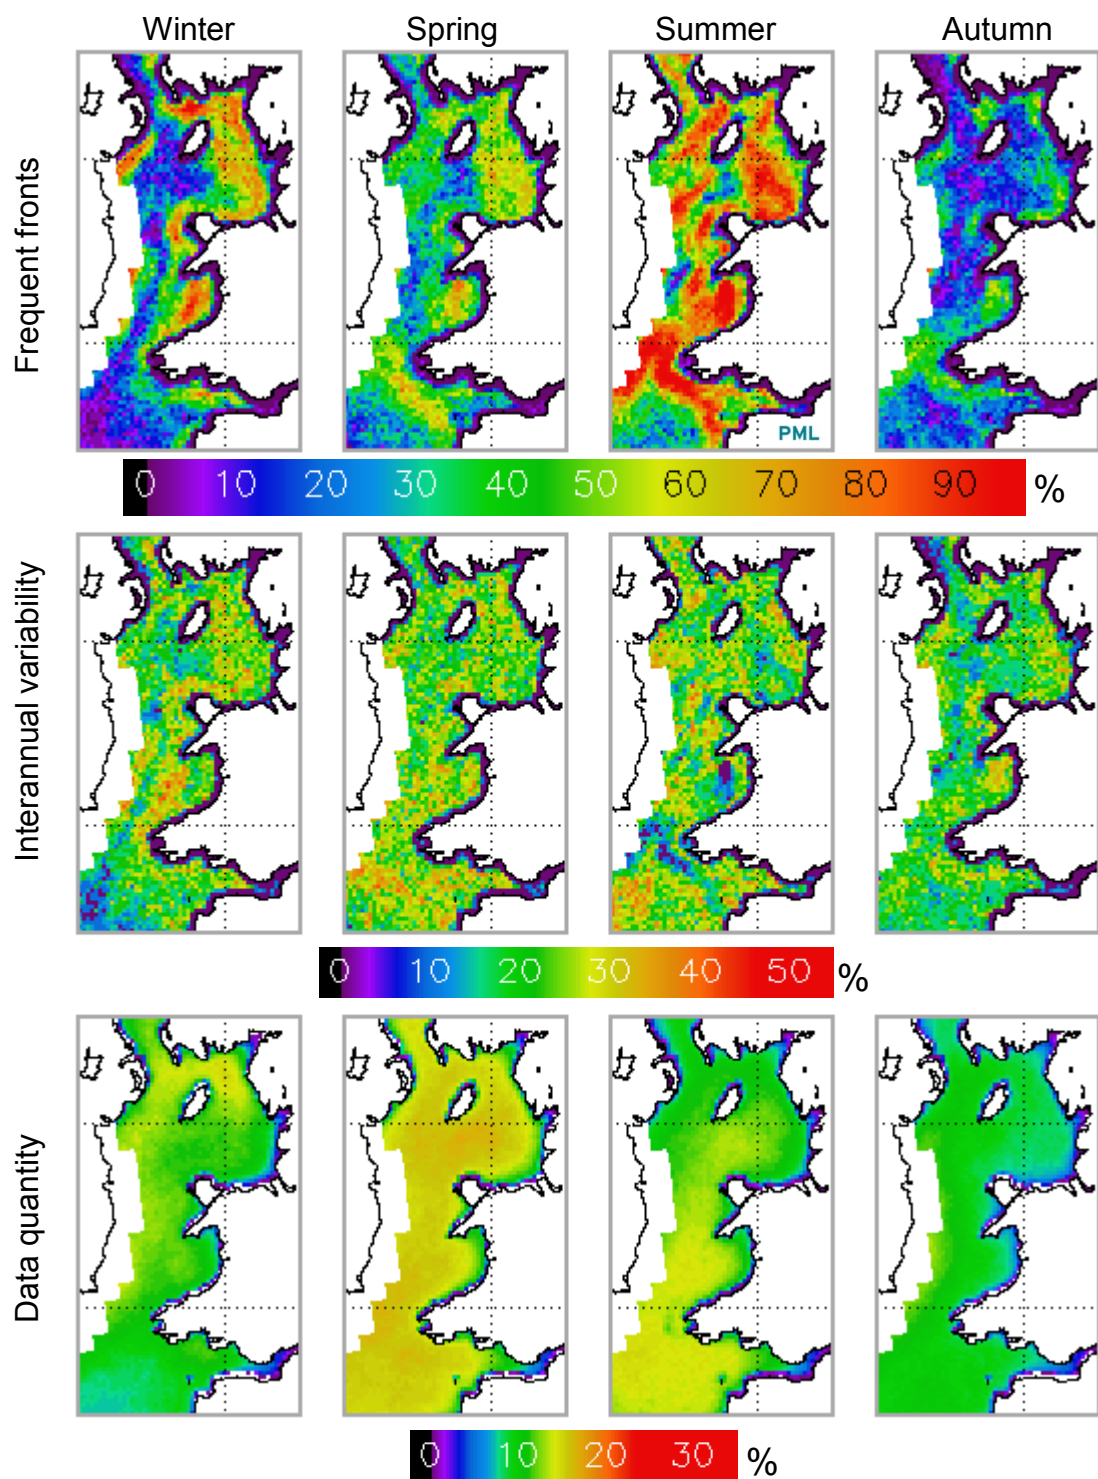 Winter Spring Summer Autumn
Frequent fronts
PML
0 10 20 30 40 50 60 70 80 90 %
Interannual variability
0 10 20 30 40 50 %
Data quantity
0 10 20 30 %